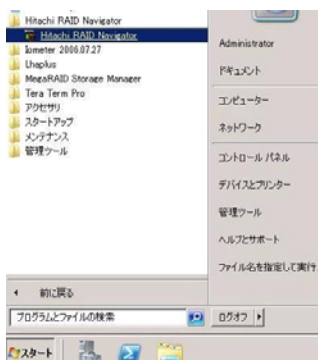 Hitachi RAID Navigator
Hitachi RAID Navigator
Iometer 2006.07.27
Lhaplus
MegaRAID Storage Manager
Tera Term Pro
アクセサリ
スタートアップ
メンテナンス
管理ツール
前に戻る
プログラムとファイルの検索
スタート
Administrator
ドキュメント
コンピューター
ネットワーク
コントロール パネル
デバイスとプリンター
管理ツール
ヘルプとサポート
ファイル名を指定して実行
ログオフ